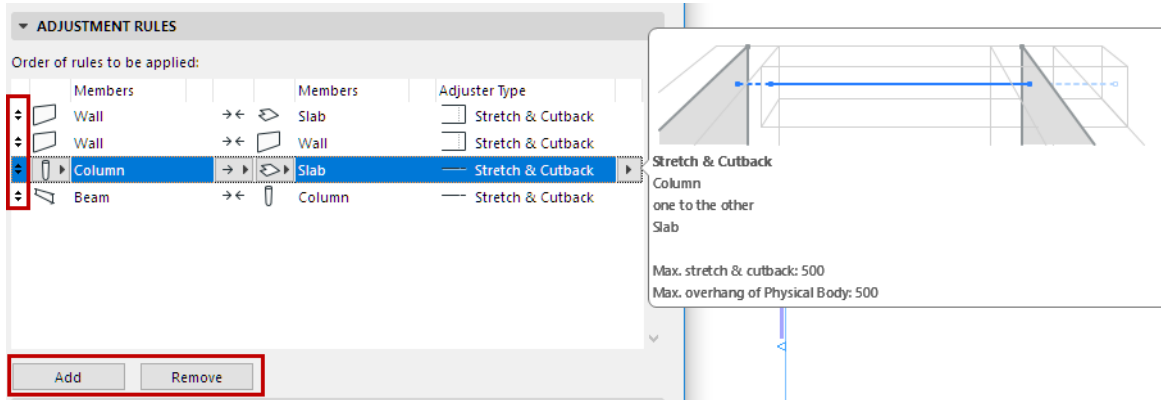 ADJUSTMENT RULES
Order of rules to be applied:
Members Members Adjuster Type
Wall Slab Stretch & Cutback
Wall Wall Stretch & Cutback
Column Slab Stretch & Cutback
Beam Column Stretch & Cutback
Add Remove
Stretch & Cutback
Column
one to the other
Slab
Max. stretch & cutback: 500
Max. overhang of Physical Body: 500